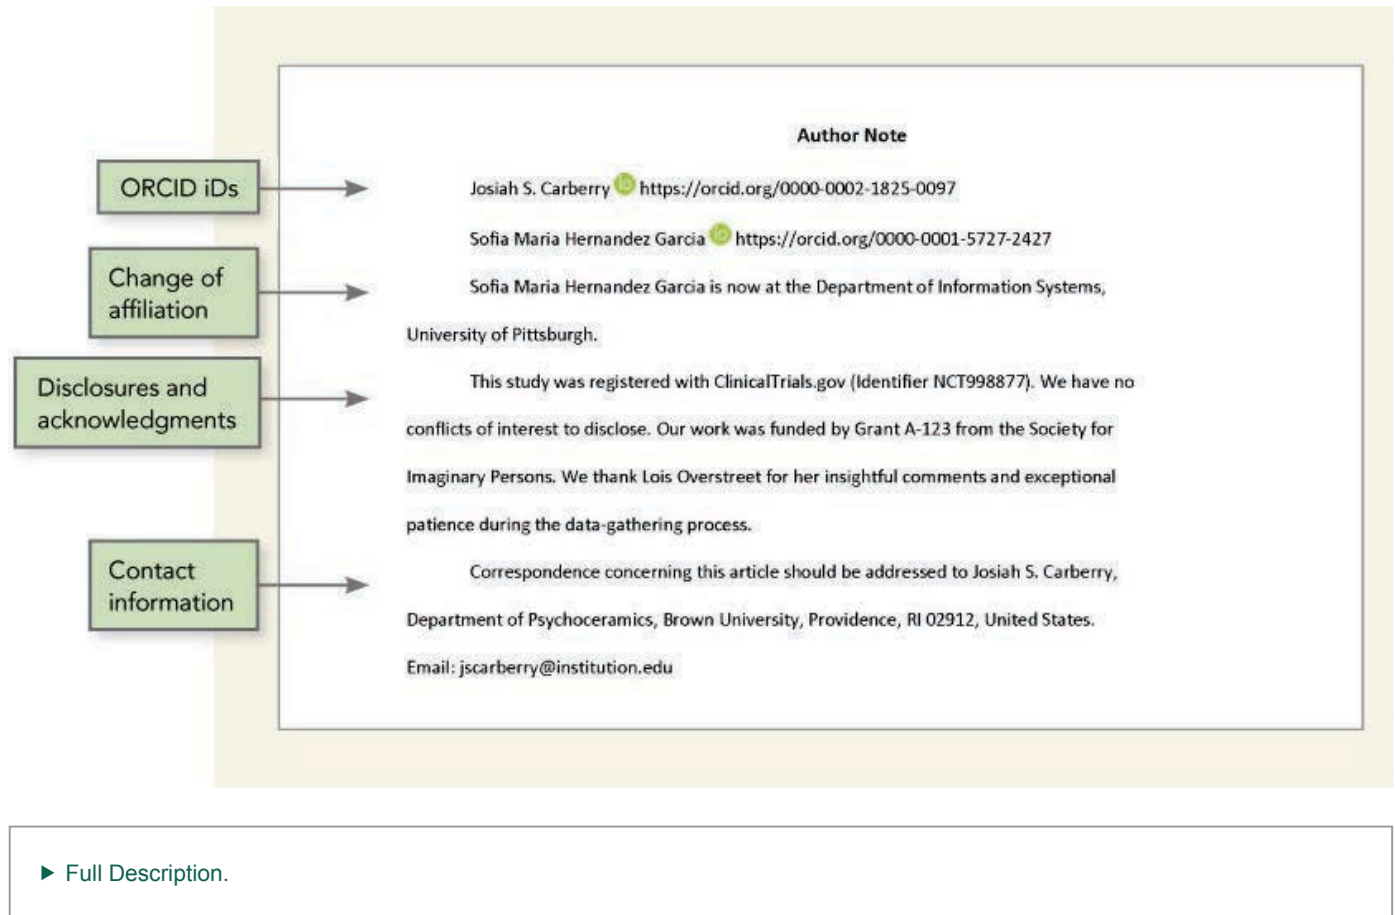 Author Note
ORCID iDs
Josiah S. Carberry iD https://orcid.org/0000-0002-1825-0097
Sofia Maria Hernandez Garcia iD https://orcid.org/0000-0001-5727-2427
Change of
affiliation
Sofia Maria Hernandez Garcia is now at the Department of Information Systems,
University of Pittsburgh.
Disclosures and
acknowledgments
This study was registered with ClinicalTrials.gov (Identifier NCT998877). We have no
conflicts of interest to disclose. Our work was funded by Grant A-123 from the Society for
Imaginary Persons. We thank Lois Overstreet for her insightful comments and exceptional
patience during the data-gathering process.
Contact
information
Correspondence concerning this article should be addressed to Josiah S. Carberry,
Department of Psychoceramics, Brown University, Providence, RI 02912, United States.
Email: jscarberry@institution.edu
Full Description.